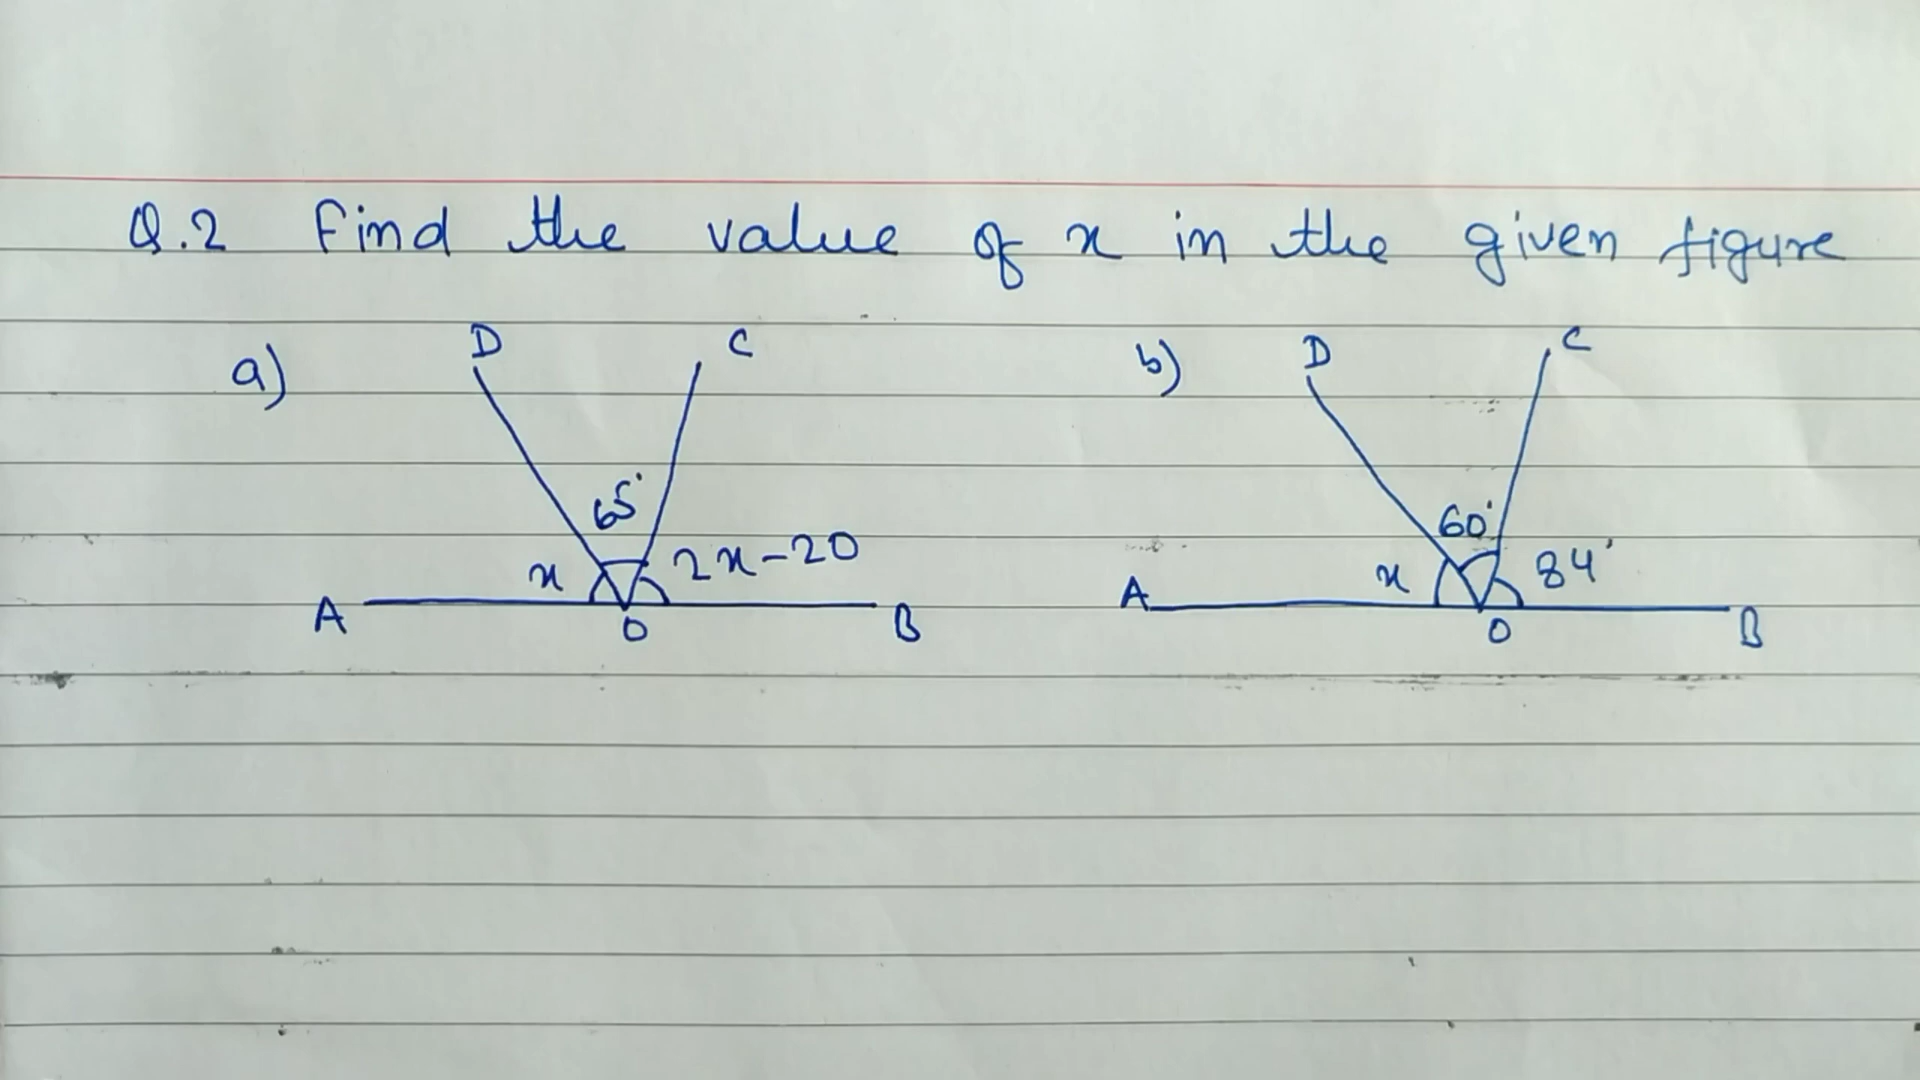 Q.2 Find the value of x in the given figure
a) D C
65°
x 2x-20
A O B
b) D C
60°
x 84°
A O B